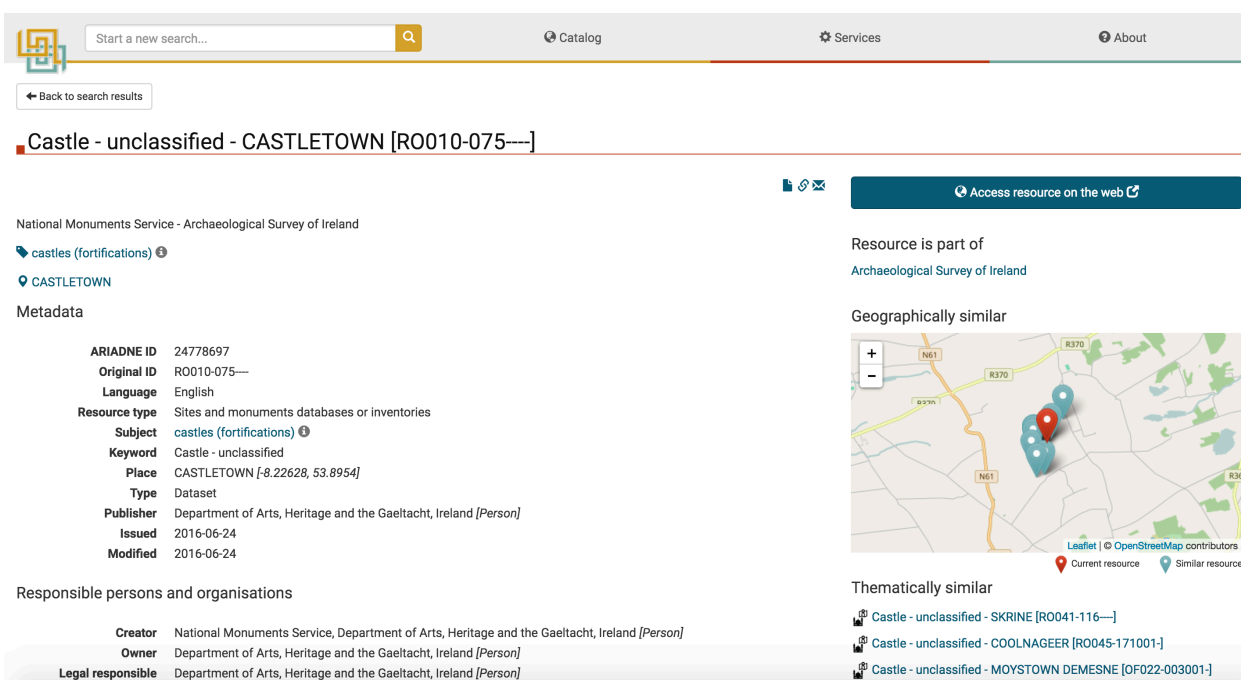 Start a new search...
Catalog
Services
About
Back to search results
Castle - unclassified - CASTLETOWN [RO010-075----]
Access resource on the web
National Monuments Service - Archaeological Survey of Ireland
castles (fortifications)
CASTLETOWN
Metadata
ARIADNE ID 24778697
Original ID RO010-075----
Language English
Resource type Sites and monuments databases or inventories
Subject castles (fortifications)
Keyword Castle - unclassified
Place CASTLETOWN [-8.22628, 53.8954]
Type Dataset
Publisher Department of Arts, Heritage and the Gaeltacht, Ireland [Person]
Issued 2016-06-24
Modified 2016-06-24
Responsible persons and organisations
Creator National Monuments Service, Department of Arts, Heritage and the Gaeltacht, Ireland [Person]
Owner Department of Arts, Heritage and the Gaeltacht, Ireland [Person]
Legal responsible Department of Arts, Heritage and the Gaeltacht, Ireland [Person]
Resource is part of
Archaeological Survey of Ireland
Geographically similar
+
−
R370
N61
R370
R370
N61
Leaflet | © OpenStreetMap contributors
Current resource
Similar resource
Thematically similar
Castle - unclassified - SKRINE [RO041-116----]
Castle - unclassified - COOLNAGEER [RO045-171001-]
Castle - unclassified - MOYSTOWN DEMESNE [OF022-003001-]